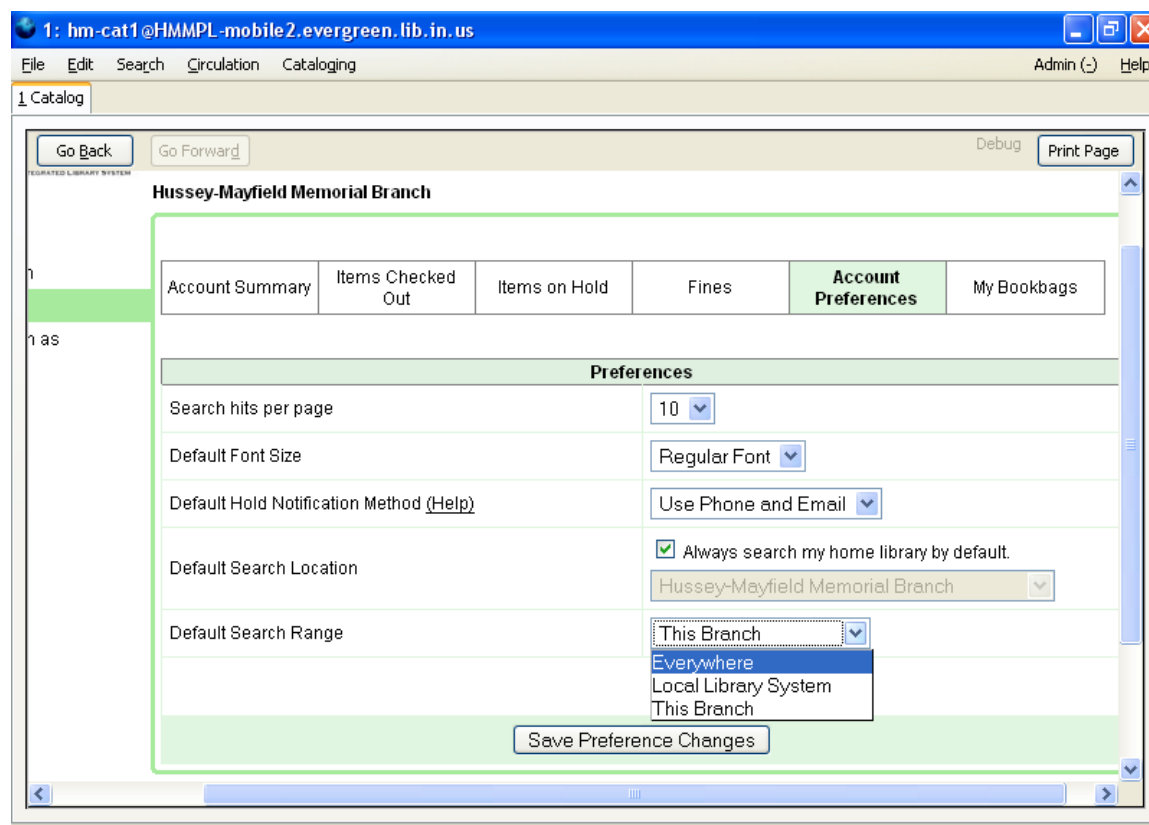 1: hm-cat1@HMMPL-mobile2.evergreen.lib.in.us
File Edit Search Circulation Cataloging Admin (-) Help
1 Catalog
Go Back Go Forward Debug Print Page
TEGRATED LIBRARY SYSTEM
Hussey-Mayfield Memorial Branch
Account Summary
Items Checked
Out
Items on Hold
Fines
Account
Preferences
My Bookbags
n as
Preferences
Search hits per page 10
Default Font Size Regular Font
Default Hold Notification Method (Help) Use Phone and Email
Always search my home library by default.
Default Search Location
Hussey-Mayfield Memorial Branch
Default Search Range This Branch
Everywhere
Local Library System
This Branch
Save Preference Changes